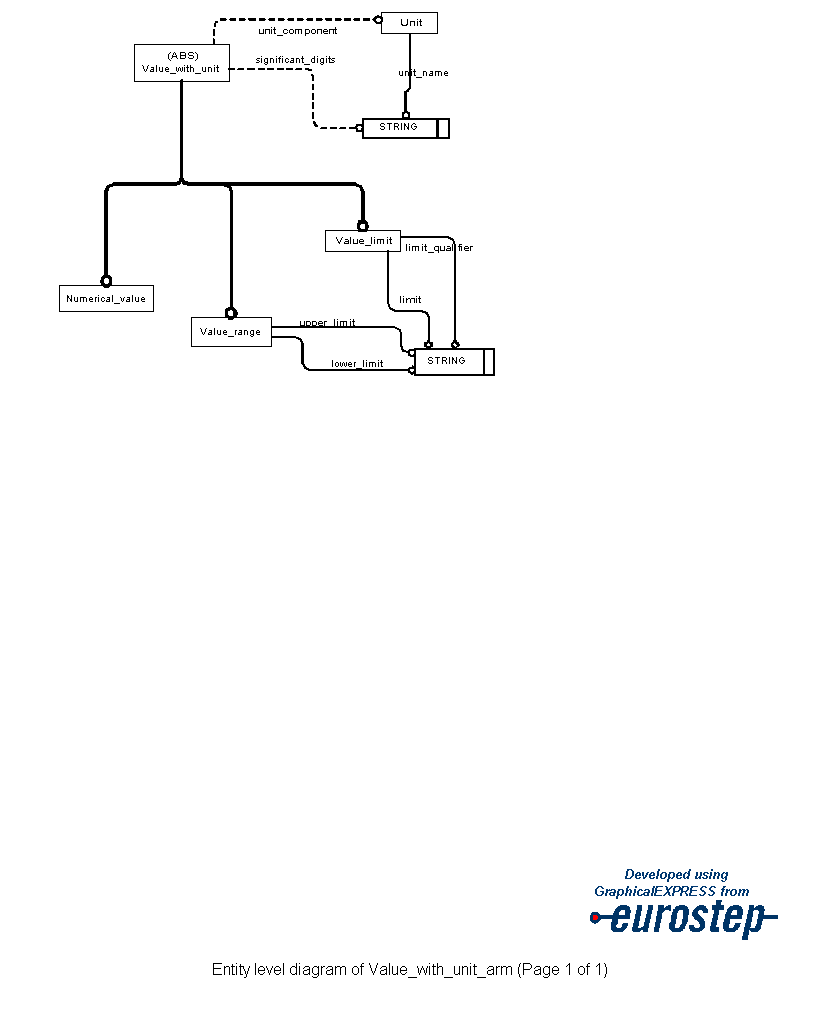 Unit
unit_component
(ABS)
Value_with_unit
significant_digits
unit_name
STRING
Value_limit
limit_qualifier
Numerical_value
limit
upper_limit
Value_range
STRING
lower_limit
Developed using
GraphicalEXPRESS from
eurostep
Entity level diagram of Value_with_unit_arm (Page 1 of 1)